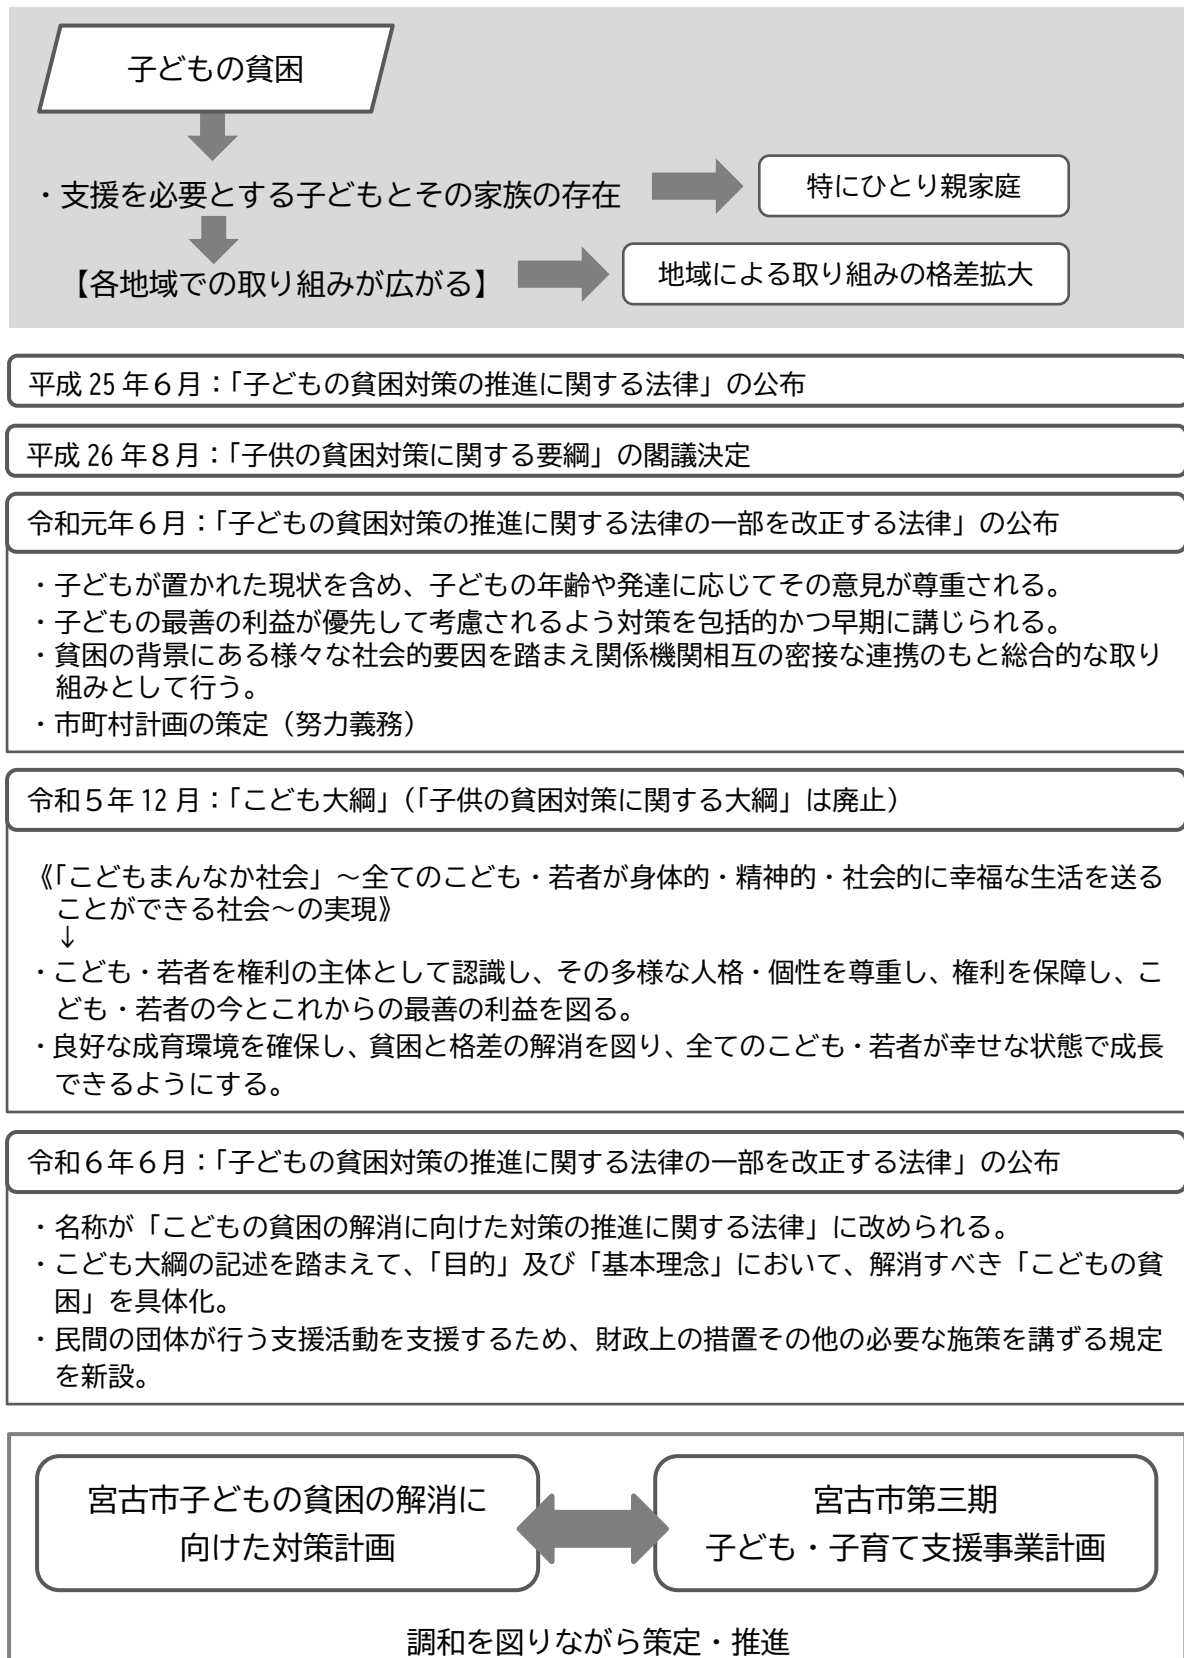 子どもの貧困
・支援を必要とする子どもとその家族の存在
特にひとり親家庭
【各地域での取り組みが広がる】
地域による取り組みの格差拡大
平成 25 年６月：「子どもの貧困対策の推進に関する法律」の公布
平成 26 年８月：「子供の貧困対策に関する要綱」の閣議決定
令和元年６月：「子どもの貧困対策の推進に関する法律の一部を改正する法律」の公布
・子どもが置かれた現状を含め、子どもの年齢や発達に応じてその意見が尊重される。
・子どもの最善の利益が優先して考慮されるよう対策を包括的かつ早期に講じられる。
・貧困の背景にある様々な社会的要因を踏まえ関係機関相互の密接な連携のもと総合的な取り
組みとして行う。
・市町村計画の策定（努力義務）
令和５年 12 月：「こども大綱」（「子供の貧困対策に関する大綱」は廃止）
《「こどもまんなか社会」～全てのこども・若者が身体的・精神的・社会的に幸福な生活を送る
ことができる社会～の実現》
↓
・こども・若者を権利の主体として認識し、その多様な人格・個性を尊重し、権利を保障し、こ
ども・若者の今とこれからの最善の利益を図る。
・良好な成育環境を確保し、貧困と格差の解消を図り、全てのこども・若者が幸せな状態で成長
できるようにする。
令和６年６月：「子どもの貧困対策の推進に関する法律の一部を改正する法律」の公布
・名称が「こどもの貧困の解消に向けた対策の推進に関する法律」に改められる。
・こども大綱の記述を踏まえて、「目的」及び「基本理念」において、解消すべき「こどもの貧
困」を具体化。
・民間の団体が行う支援活動を支援するため、財政上の措置その他の必要な施策を講ずる規定
を新設。
宮古市子どもの貧困の解消に
向けた対策計画
宮古市第三期
子ども・子育て支援事業計画
調和を図りながら策定・推進